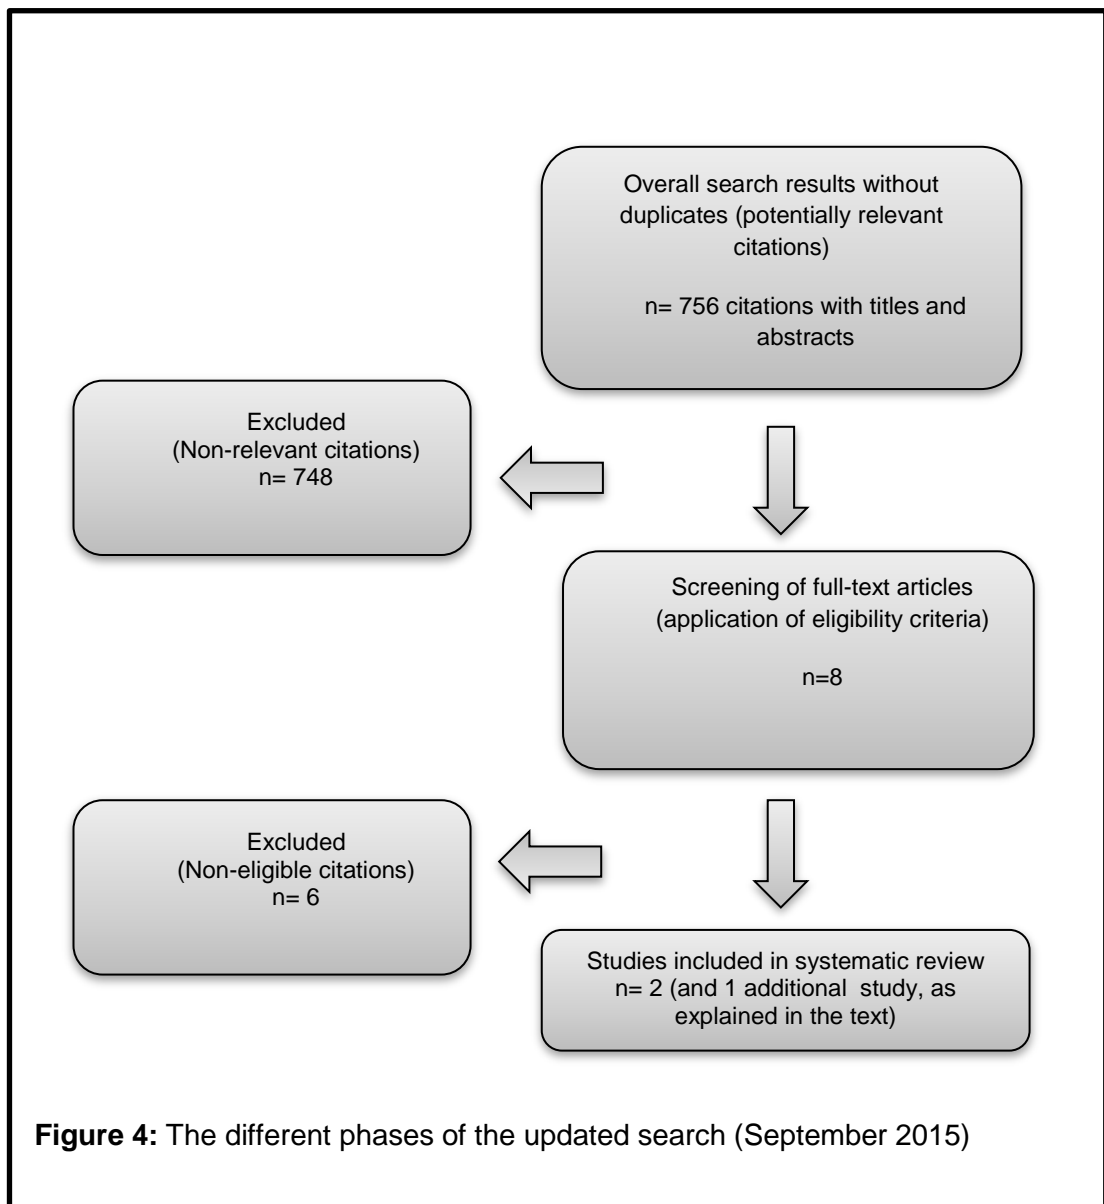 Overall search results without
duplicates (potentially relevant
citations)
n= 756 citations with titles and
abstracts
Excluded
(Non-relevant citations)
n= 748
Screening of full-text articles
(application of eligibility criteria)
n=8
Excluded
(Non-eligible citations)
n= 6
Studies included in systematic review
n= 2 (and 1 additional study, as
explained in the text)
Figure 4: The different phases of the updated search (September 2015)